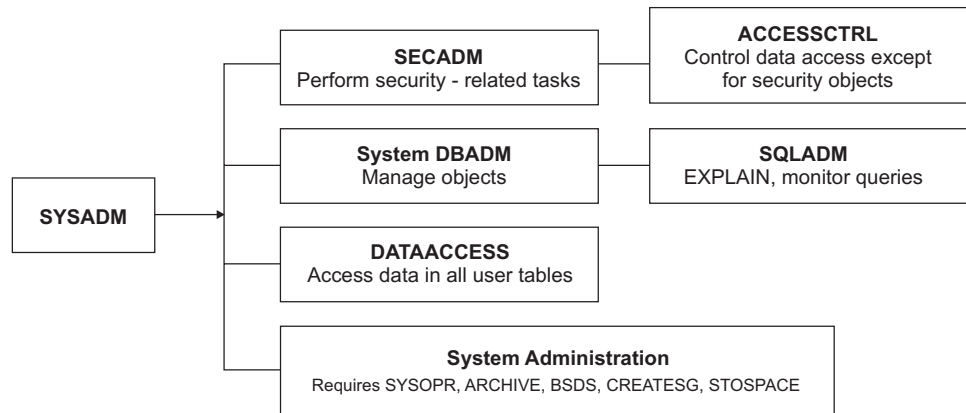 SYSADM
SECADM
Perform security - related tasks
ACCESSCTRL
Control data access except
for security objects
System DBADM
Manage objects
SQLADM
EXPLAIN, monitor queries
DATAACCESS
Access data in all user tables
System Administration
Requires SYSOPR, ARCHIVE, BSDS, CREATESG, STOSPACE